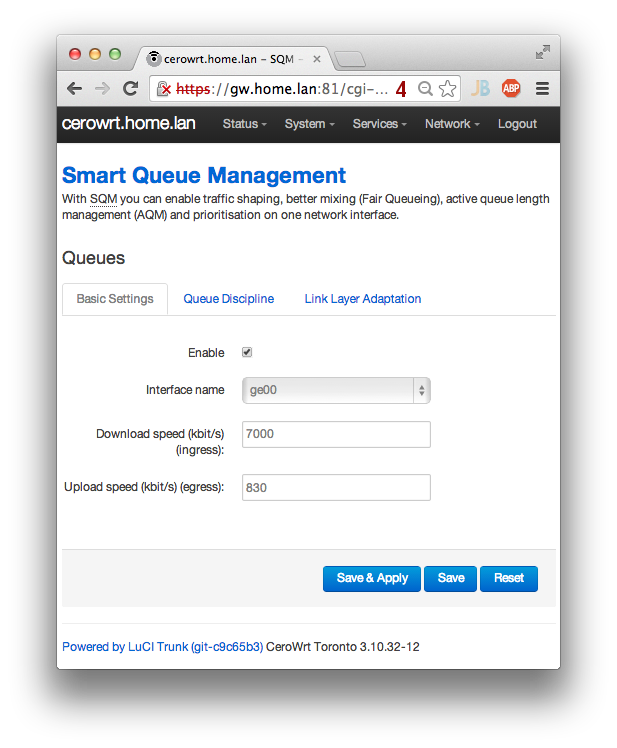 cerowrt.home.lan – SQM –
https://gw.home.lan:81/cgi-... 4 JB ABP
cerowrt.home.lan Status System Services Network Logout
Smart Queue Management
With SQM you can enable traffic shaping, better mixing (Fair Queueing), active queue length
management (AQM) and prioritisation on one network interface.
Queues
Basic Settings Queue Discipline Link Layer Adaptation
Enable
Interface name ge00
Download speed (kbit/s) 7000
(ingress):
Upload speed (kbit/s) (egress): 830
Save & Apply Save Reset
Powered by LuCI Trunk (git-c9c65b3) CeroWrt Toronto 3.10.32-12